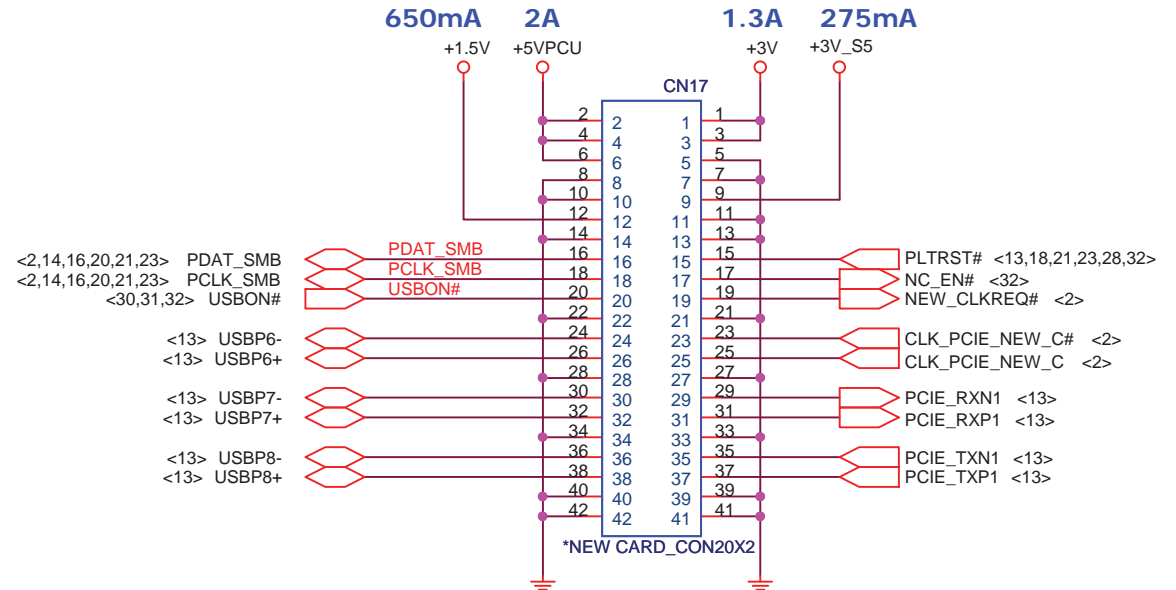 650mA 2A 1.3A 275mA
+1.5V +5VPCU +3V +3V_S5
CN17
2 2 1 1
4 4 3 3
6 6 5 5
8 8 7 7
10 10 9 9
12 12 11 11
14 14 13 13
<2,14,16,20,21,23> PDAT_SMB PDAT_SMB 16 16 15 15 PLTRST# <13,18,21,23,28,32>
<2,14,16,20,21,23> PCLK_SMB PCLK_SMB 18 18 17 17 NC_EN# <32>
<30,31,32> USBON# USBON# 20 20 19 19 NEW_CLKREQ# <2>
22 22 21 21
<13> USBP6- 24 24 23 23 CLK_PCIE_NEW_C# <2>
<13> USBP6+ 26 26 25 25 CLK_PCIE_NEW_C <2>
28 28 27 27
<13> USBP7- 30 30 29 29 PCIE_RXN1 <13>
<13> USBP7+ 32 32 31 31 PCIE_RXP1 <13>
34 34 33 33
<13> USBP8- 36 36 35 35 PCIE_TXN1 <13>
<13> USBP8+ 38 38 37 37 PCIE_TXP1 <13>
40 40 39 39
42 42 41 41
*NEW CARD_CON20X2